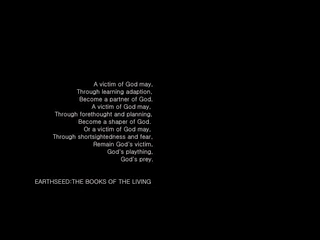 A victim of God may,
Through learning adaption,
Become a partner of God.
A victim of God may,
Through forethought and planning,
Become a shaper of God.
Or a victim of God may,
Through shortsightedness and fear,
Remain God's victim,
God's plaything,
God's prey.
EARTHSEED:THE BOOKS OF THE LIVING